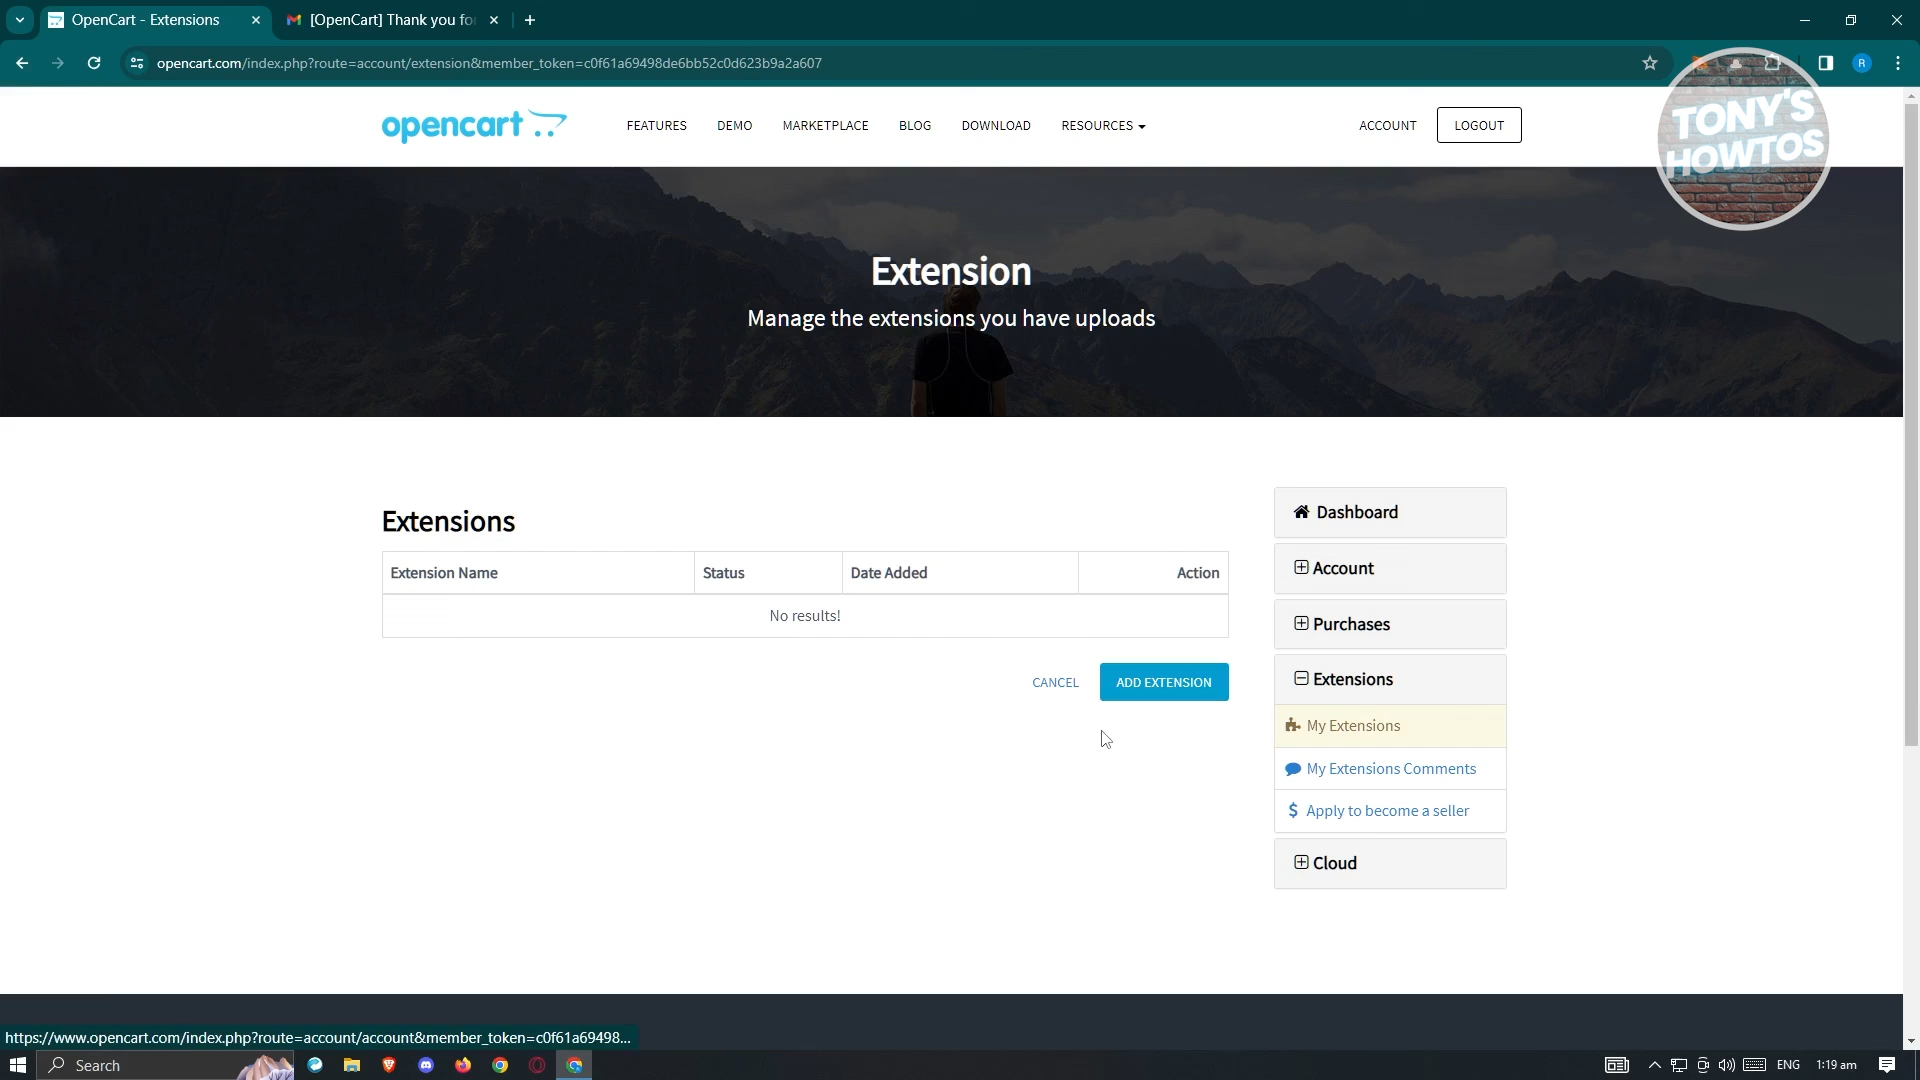 OpenCart - Extensions
[OpenCart] Thank you fo
opencart.com/index.php?route=account/extension&member_token=c0f61a69498de6bb52c0d623b9a2a607
R
opencart
FEATURES
DEMO
MARKETPLACE
BLOG
DOWNLOAD
RESOURCES
ACCOUNT
LOGOUT
TONY'S
HOWTOS
Extension
Manage the extensions you have uploads
Extensions
Extension Name
Status
Date Added
Action
No results!
CANCEL
ADD EXTENSION
Dashboard
Account
Purchases
Extensions
My Extensions
My Extensions Comments
$ Apply to become a seller
Cloud
https://www.opencart.com/index.php?route=account/account&member_token=c0f61a69498...
Search
ENG
1:19 am